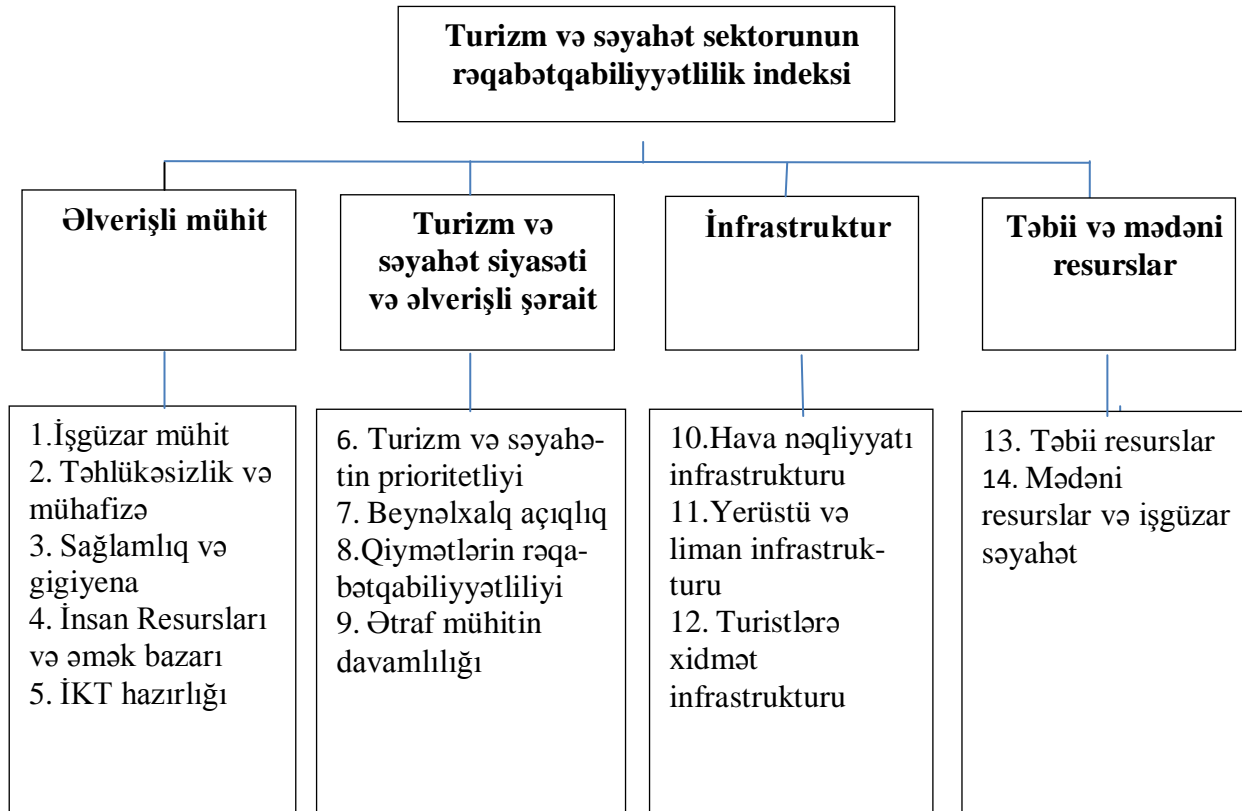 Turizm və səyahət sektorunun
rəqabətqabiliyyətlilik indeksi
Əlverişli mühit
Turizm və
səyahət siyasəti
və əlverişli şərait
İnfrastruktur
Təbii və mədəni
resurslar
1.İşgüzar mühit
2. Təhlükəsizlik və
mühafizə
3. Sağlamlıq və
gigiyena
4. İnsan Resursları
və əmək bazarı
5. İKT hazırlığı
6. Turizm və səyahə-
tin prioritetliyi
7. Beynəlxalq açıqlıq
8.Qiymətlərin rəqa-
bətqabiliyyətliliyi
9. Ətraf mühitin
davamlılığı
10.Hava nəqliyyatı
infrastrukturu
11.Yerüstü və
liman infrastruk-
turu
12. Turistlərə
xidmət
infrastrukturu
13. Təbii resurslar
14. Mədəni
resurslar və işgüzar
səyahət